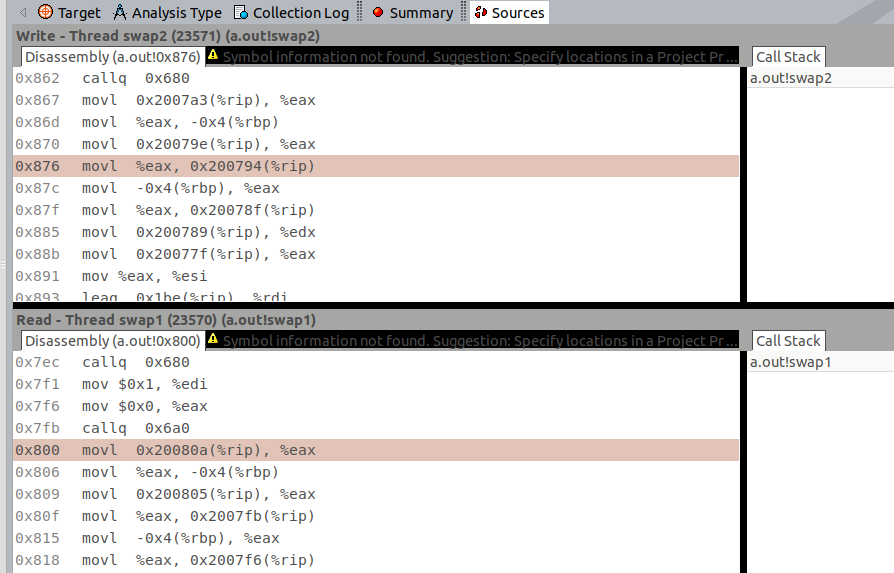 Target Analysis Type Collection Log Summary Sources
Write - Thread swap2 (23571) (a.out!swap2)
Disassembly (a.out!0x876) Symbol information not found. Suggestion: Specify locations in a Project Pr ... Call Stack
0x862 callq 0x680 a.out!swap2
0x867 movl 0x2007a3(%rip), %eax
0x86d movl %eax, -0x4(%rbp)
0x870 movl 0x20079e(%rip), %eax
0x876 movl %eax, 0x200794(%rip)
0x87c movl -0x4(%rbp), %eax
0x87f movl %eax, 0x20078f(%rip)
0x885 movl 0x200789(%rip), %edx
0x88b movl 0x20077f(%rip), %eax
0x891 mov %eax, %esi
0x893 leaq 0x1be(%rip), %rdi
Read - Thread swap1 (23570) (a.out!swap1)
Disassembly (a.out!0x800) Symbol information not found. Suggestion: Specify locations in a Project Pr ... Call Stack
0x7ec callq 0x680 a.out!swap1
0x7f1 mov $0x1, %edi
0x7f6 mov $0x0, %eax
0x7fb callq 0x6a0
0x800 movl 0x20080a(%rip), %eax
0x806 movl %eax, -0x4(%rbp)
0x809 movl 0x200805(%rip), %eax
0x80f movl %eax, 0x2007fb(%rip)
0x815 movl -0x4(%rbp), %eax
0x818 movl %eax, 0x2007f6(%rip)